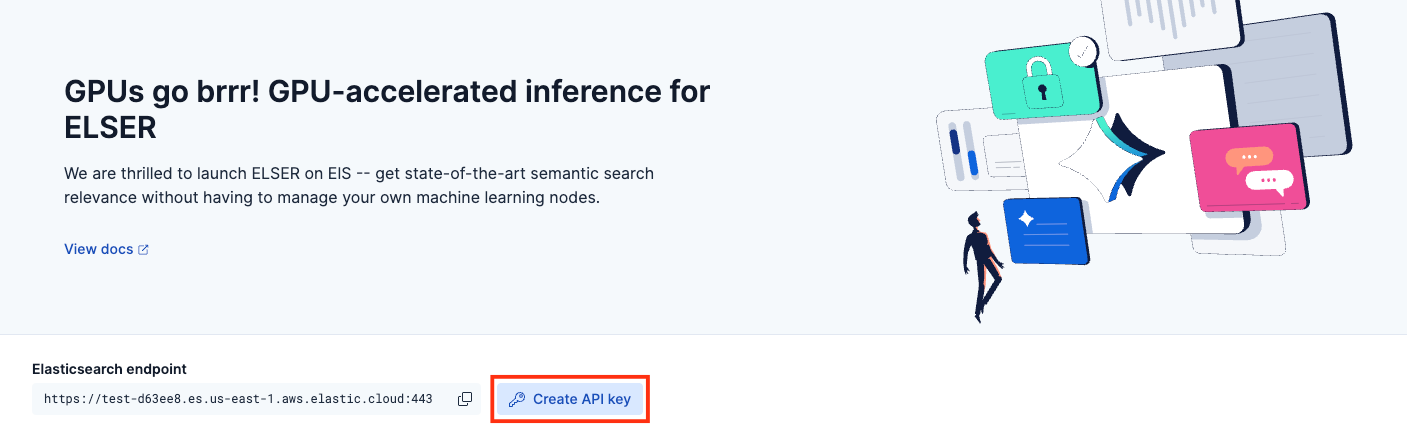 GPUs go brrr! GPU-accelerated inference for
ELSER
We are thrilled to launch ELSER on EIS -- get state-of-the-art semantic search
relevance without having to manage your own machine learning nodes.
View docs
Elasticsearch endpoint
https://test-d63ee8.es.us-east-1.aws.elastic.cloud:443
Create API key